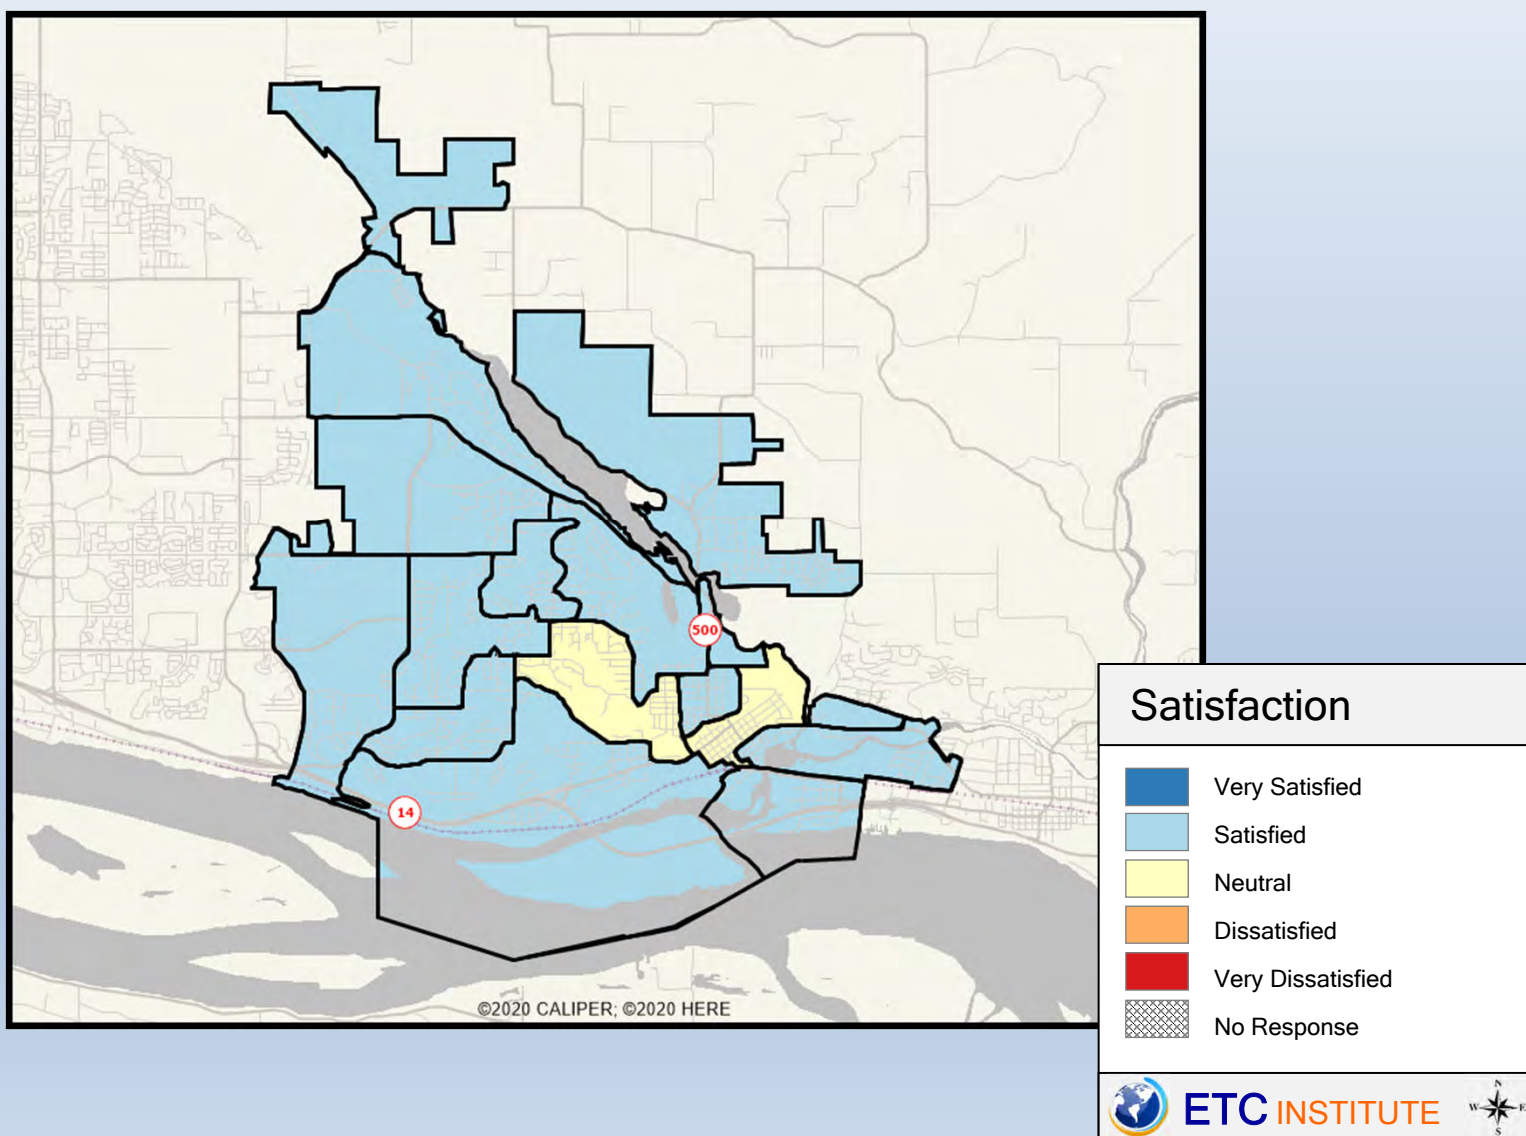 500
14
©2020 CALIPER; ©2020 HERE
Satisfaction
Very Satisfied
Satisfied
Neutral
Dissatisfied
Very Dissatisfied
No Response
ETC INSTITUTE
N
W E
S